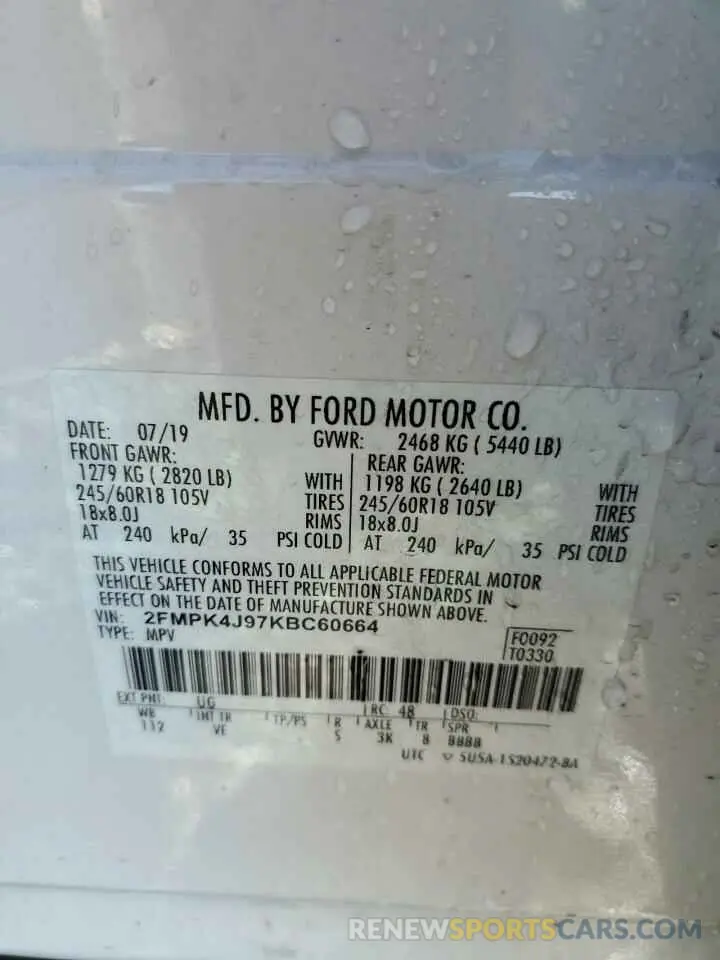 MFD. BY FORD MOTOR CO.
DATE: 07/19 GVWR: 2468 KG ( 5440 LB)
FRONT GAWR: REAR GAWR:
1279 KG ( 2820 LB) WITH 1198 KG ( 2640 LB) WITH
245/60R18 105V TIRES 245/60R18 105V TIRES
18x8.0J RIMS 18x8.0J RIMS
AT 240 kPa/ 35 PSI COLD AT 240 kPa/ 35 PSI COLD
THIS VEHICLE CONFORMS TO ALL APPLICABLE FEDERAL MOTOR
VEHICLE SAFETY AND THEFT PREVENTION STANDARDS IN
EFFECT ON THE DATE OF MANUFACTURE SHOWN ABOVE.
VIN: 2FMPK4J97KBC60664
TYPE: MPV F0092
T0330
EXT PNT: UG RC: 48 DSO:
WB INT TR TP/PS R AXLE TR SPR
112 VE 5 3K 8 8888
UTC 5USA-1520472-BA
RENEWSPORTSCARS.COM